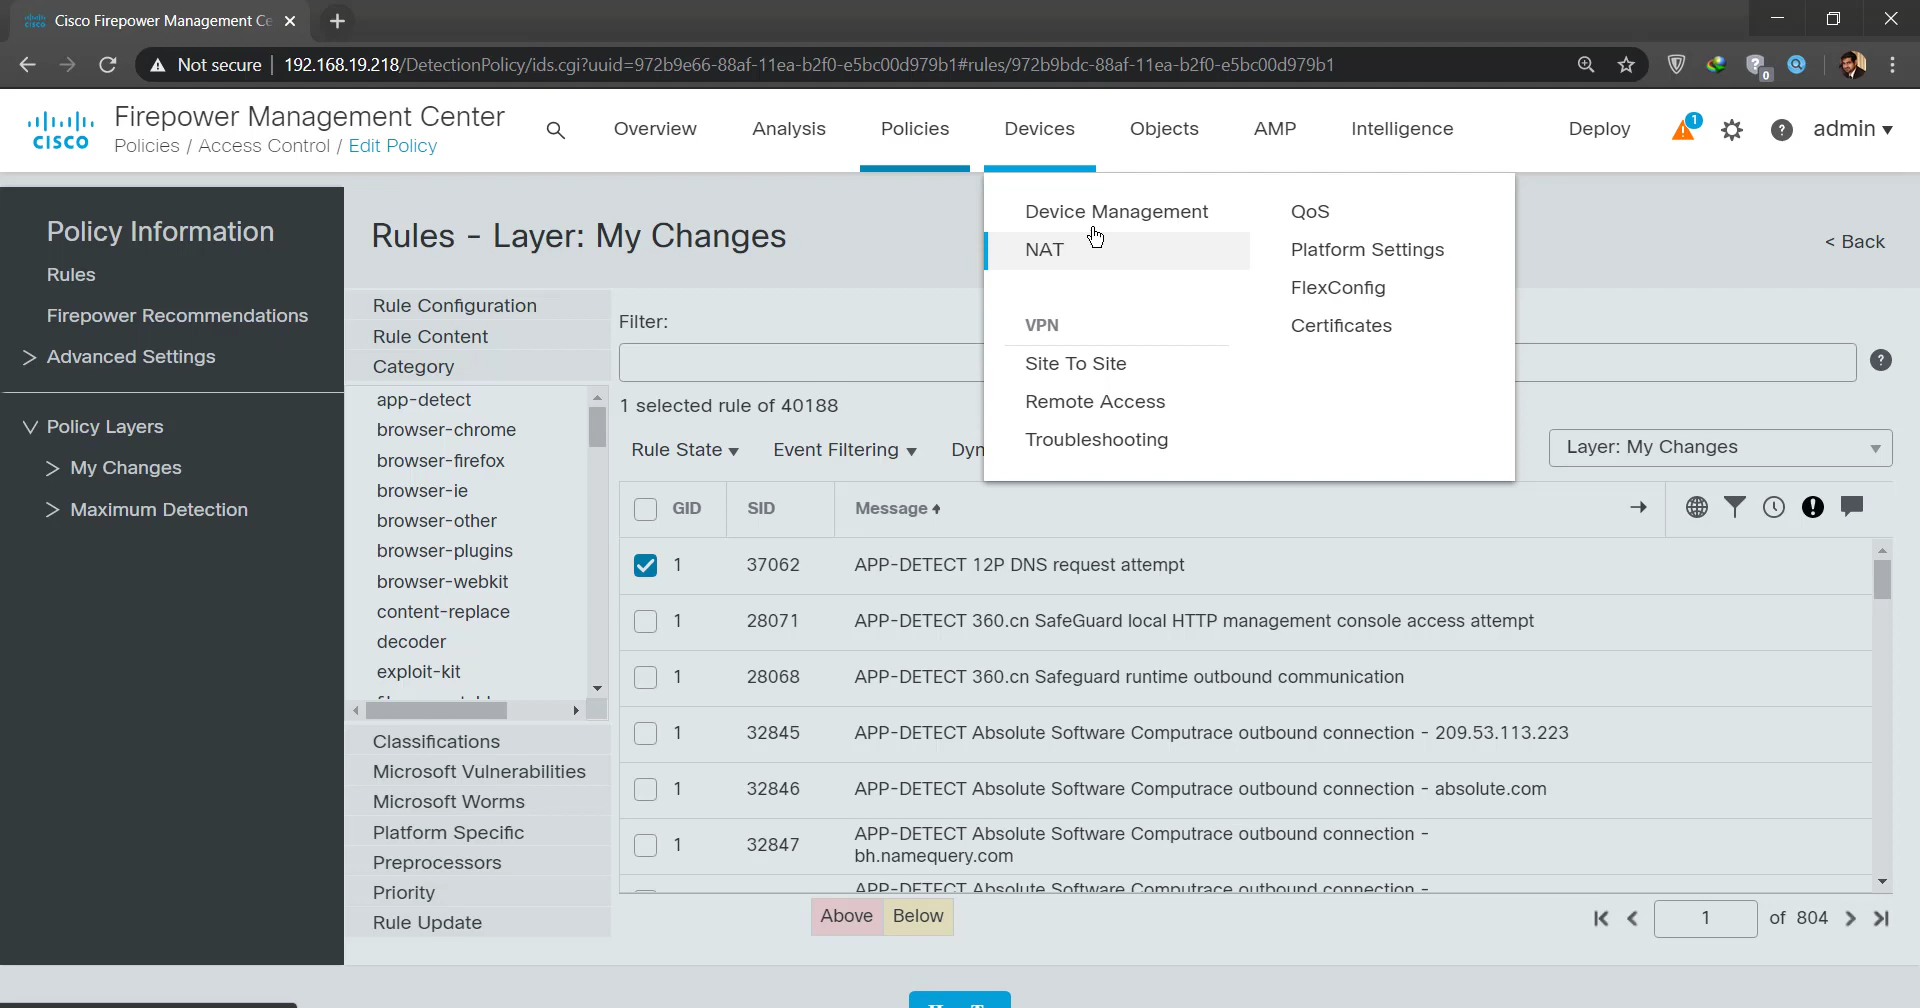 Cisco Firepower Management Ce
Not secure
192.168.19.218/DetectionPolicy/ids.cgi?uuid=972b9e66-88af-11ea-b2f0-e5bc00d979b1#rules/972b9bdc-88af-11ea-b2f0-e5bc00d979b1
0
CISCO
Firepower Management Center
Policies / Access Control / Edit Policy
Overview
Analysis
Policies
Devices
Objects
AMP
Intelligence
Deploy
1
admin
Policy Information
Rules
Firepower Recommendations
Advanced Settings
Policy Layers
My Changes
Maximum Detection
Rules - Layer: My Changes
< Back
Device Management
NAT
VPN
Site To Site
Remote Access
Troubleshooting
QoS
Platform Settings
FlexConfig
Certificates
Rule Configuration
Rule Content
Category
app-detect
browser-chrome
browser-firefox
browser-ie
browser-other
browser-plugins
browser-webkit
content-replace
decoder
exploit-kit
Classifications
Microsoft Vulnerabilities
Microsoft Worms
Platform Specific
Preprocessors
Priority
Rule Update
Filter:
1 selected rule of 40188
Rule State
Event Filtering
Dyn
Layer: My Changes
GID SID Message
1 37062 APP-DETECT 12P DNS request attempt
1 28071 APP-DETECT 360.cn SafeGuard local HTTP management console access attempt
1 28068 APP-DETECT 360.cn Safeguard runtime outbound communication
1 32845 APP-DETECT Absolute Software Computrace outbound connection - 209.53.113.223
1 32846 APP-DETECT Absolute Software Computrace outbound connection - absolute.com
1 32847 APP-DETECT Absolute Software Computrace outbound connection -
bh.namequery.com
APP-DETECT Absolute Software Computrace outbound connection -
Above Below
1 of 804